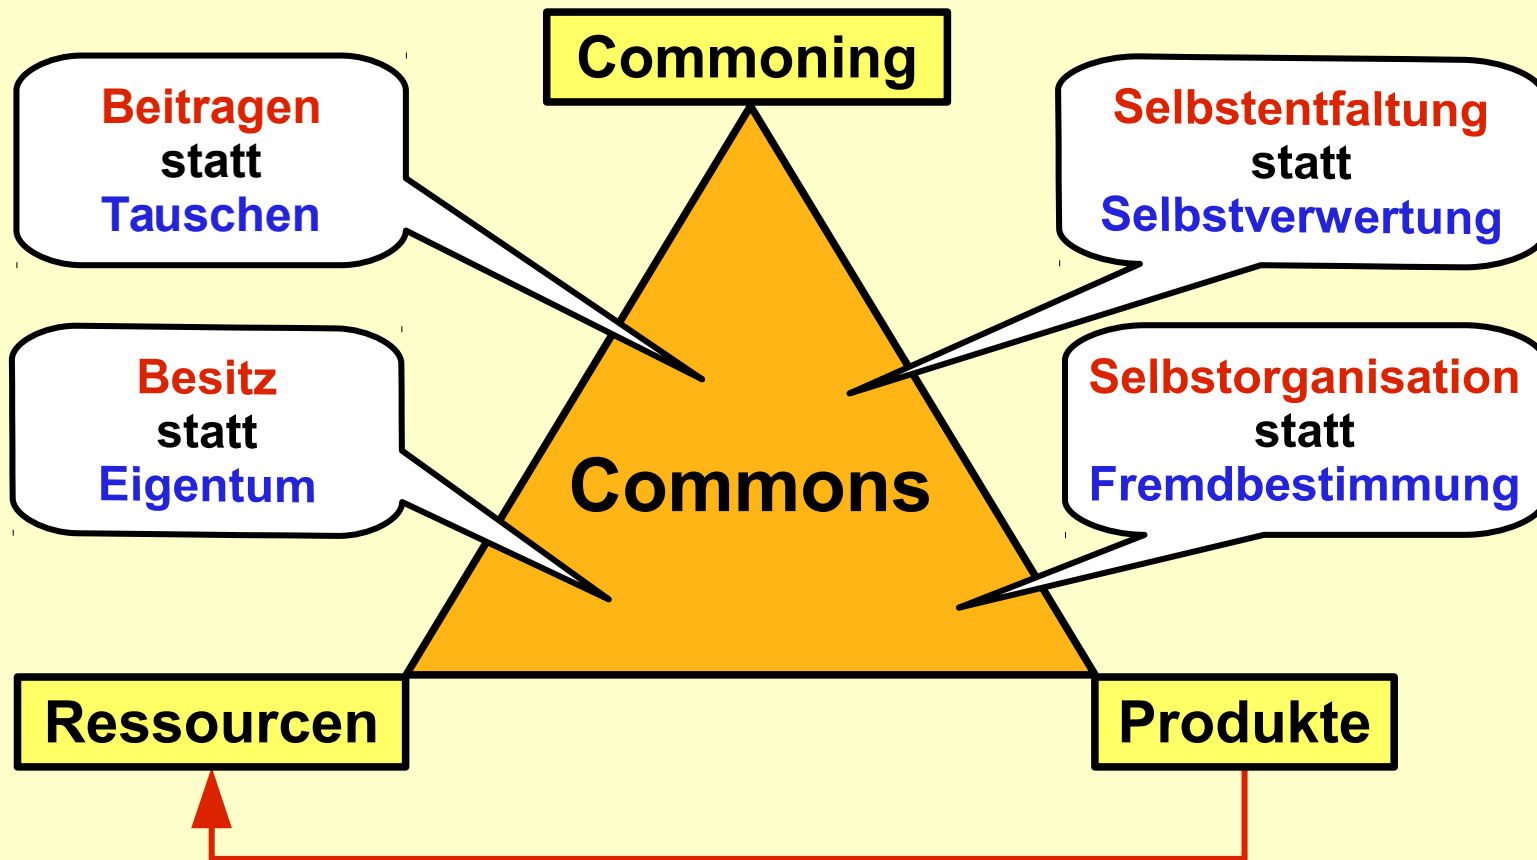 Commoning
Beitragen
statt
Tauschen
Selbstentfaltung
statt
Selbstverwertung
Besitz
statt
Eigentum
Selbstorganisation
statt
Fremdbestimmung
Commons
Ressourcen
Produkte